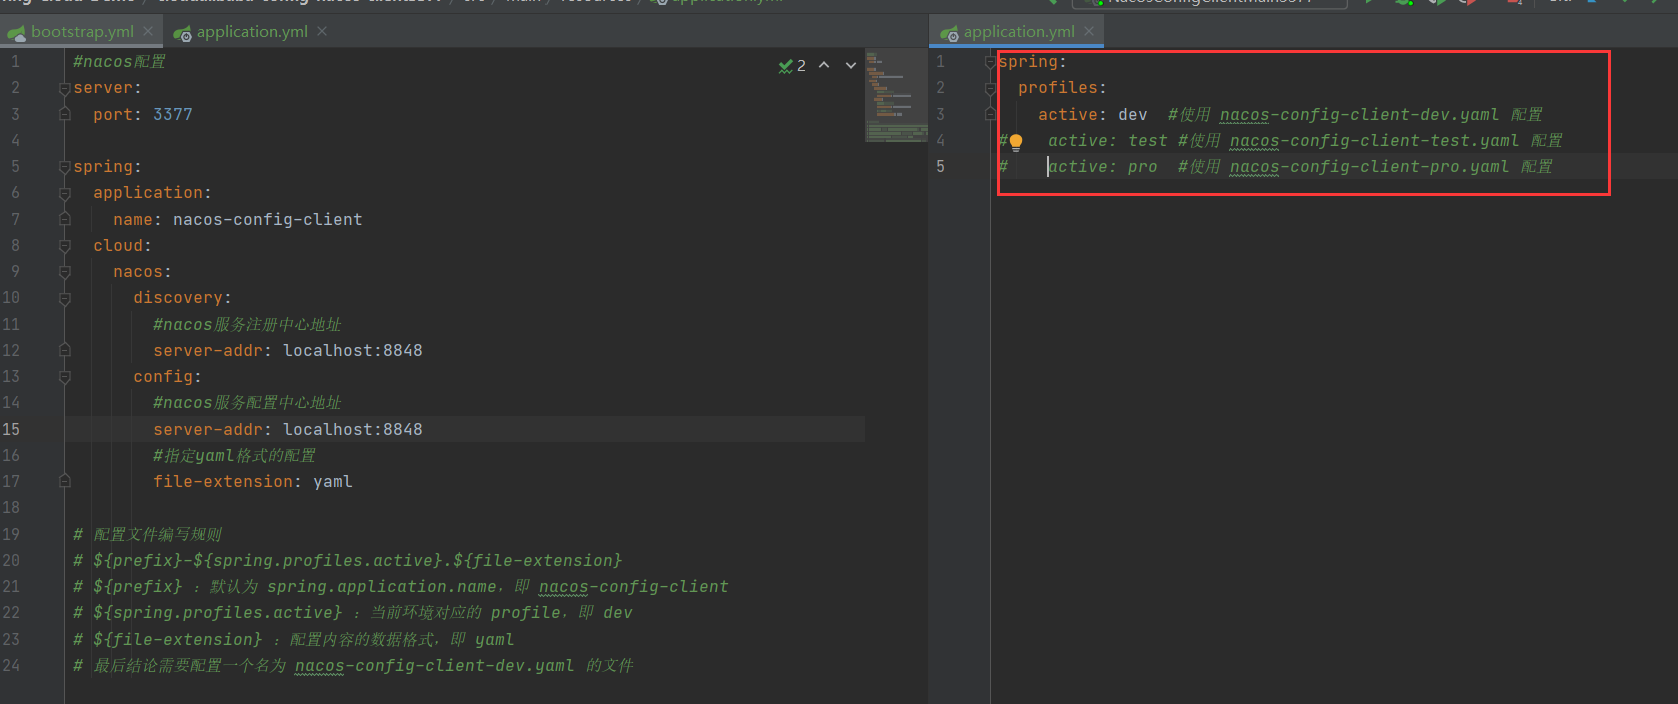 bootstrap.yml
application.yml
application.yml
2
1 #nacos配置
2 server:
3 port: 3377
4
5 spring:
6 application:
7 name: nacos-config-client
8 cloud:
9 nacos:
10 discovery:
11 #nacos服务注册中心地址
12 server-addr: localhost:8848
13 config:
14 #nacos服务配置中心地址
15 server-addr: localhost:8848
16 #指定yaml格式的配置
17 file-extension: yaml
18
19 # 配置文件编写规则
20 # ${prefix}-${spring.profiles.active}.${file-extension}
21 # ${prefix} ：默认为 spring.application.name，即 nacos-config-client
22 # ${spring.profiles.active} ：当前环境对应的 profile，即 dev
23 # ${file-extension} ：配置内容的数据格式，即 yaml
24 # 最后结论需要配置一个名为 nacos-config-client-dev.yaml 的文件
1 spring:
2 profiles:
3 active: dev #使用 nacos-config-client-dev.yaml 配置
4 # active: test #使用 nacos-config-client-test.yaml 配置
5 # active: pro #使用 nacos-config-client-pro.yaml 配置